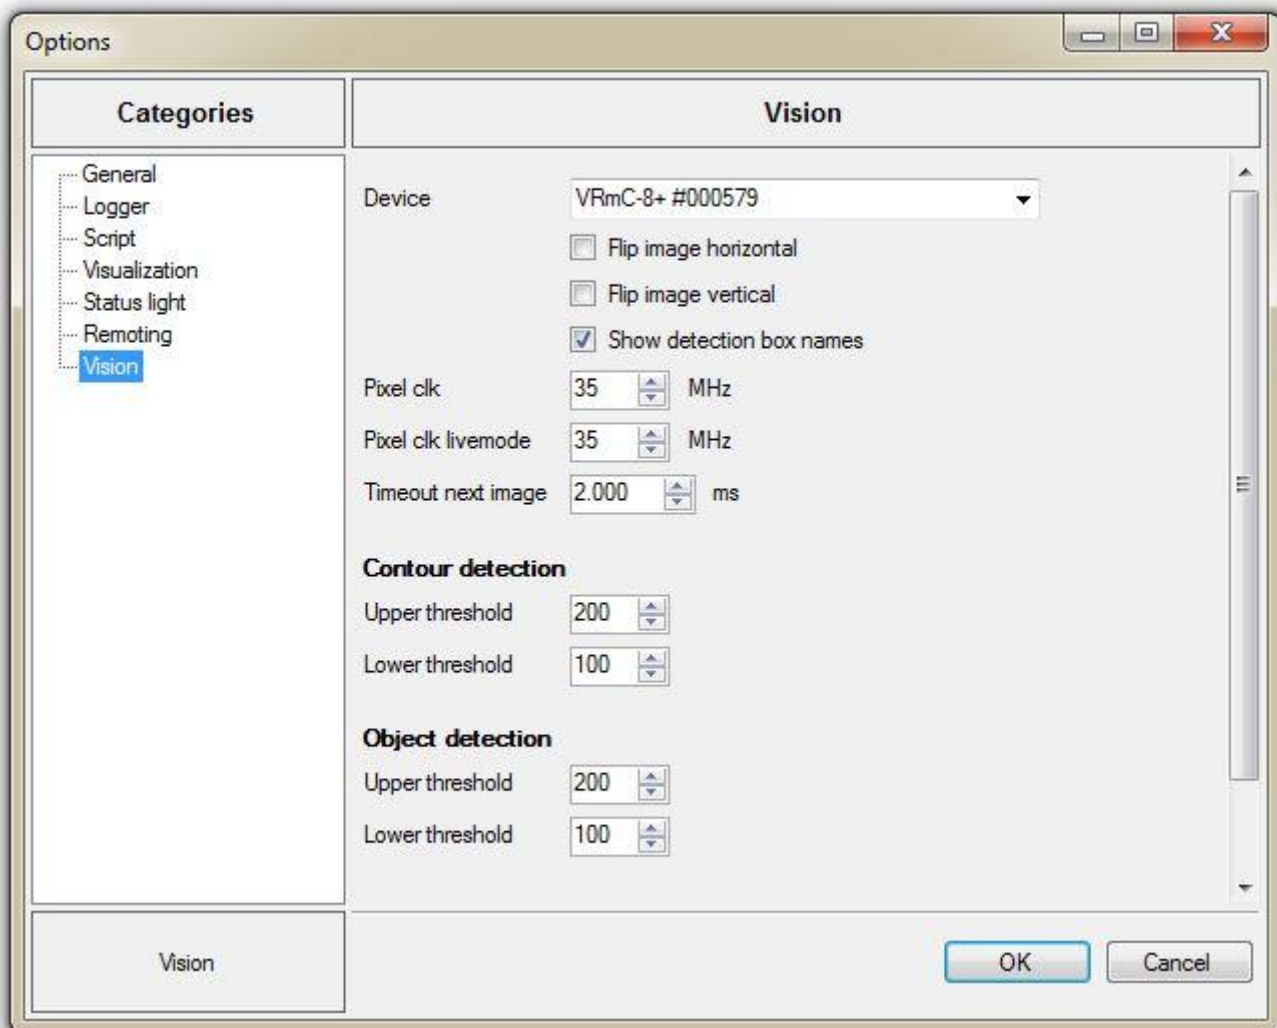 Options
Categories
Vision
General
Logger
Script
Visualization
Status light
Remoting
Vision
Device VRmC-8+ #000579
Flip image horizontal
Flip image vertical
Show detection box names
Pixel clk 35 MHz
Pixel clk livemode 35 MHz
Timeout next image 2.000 ms
Contour detection
Upper threshold 200
Lower threshold 100
Object detection
Upper threshold 200
Lower threshold 100
Vision
OK Cancel